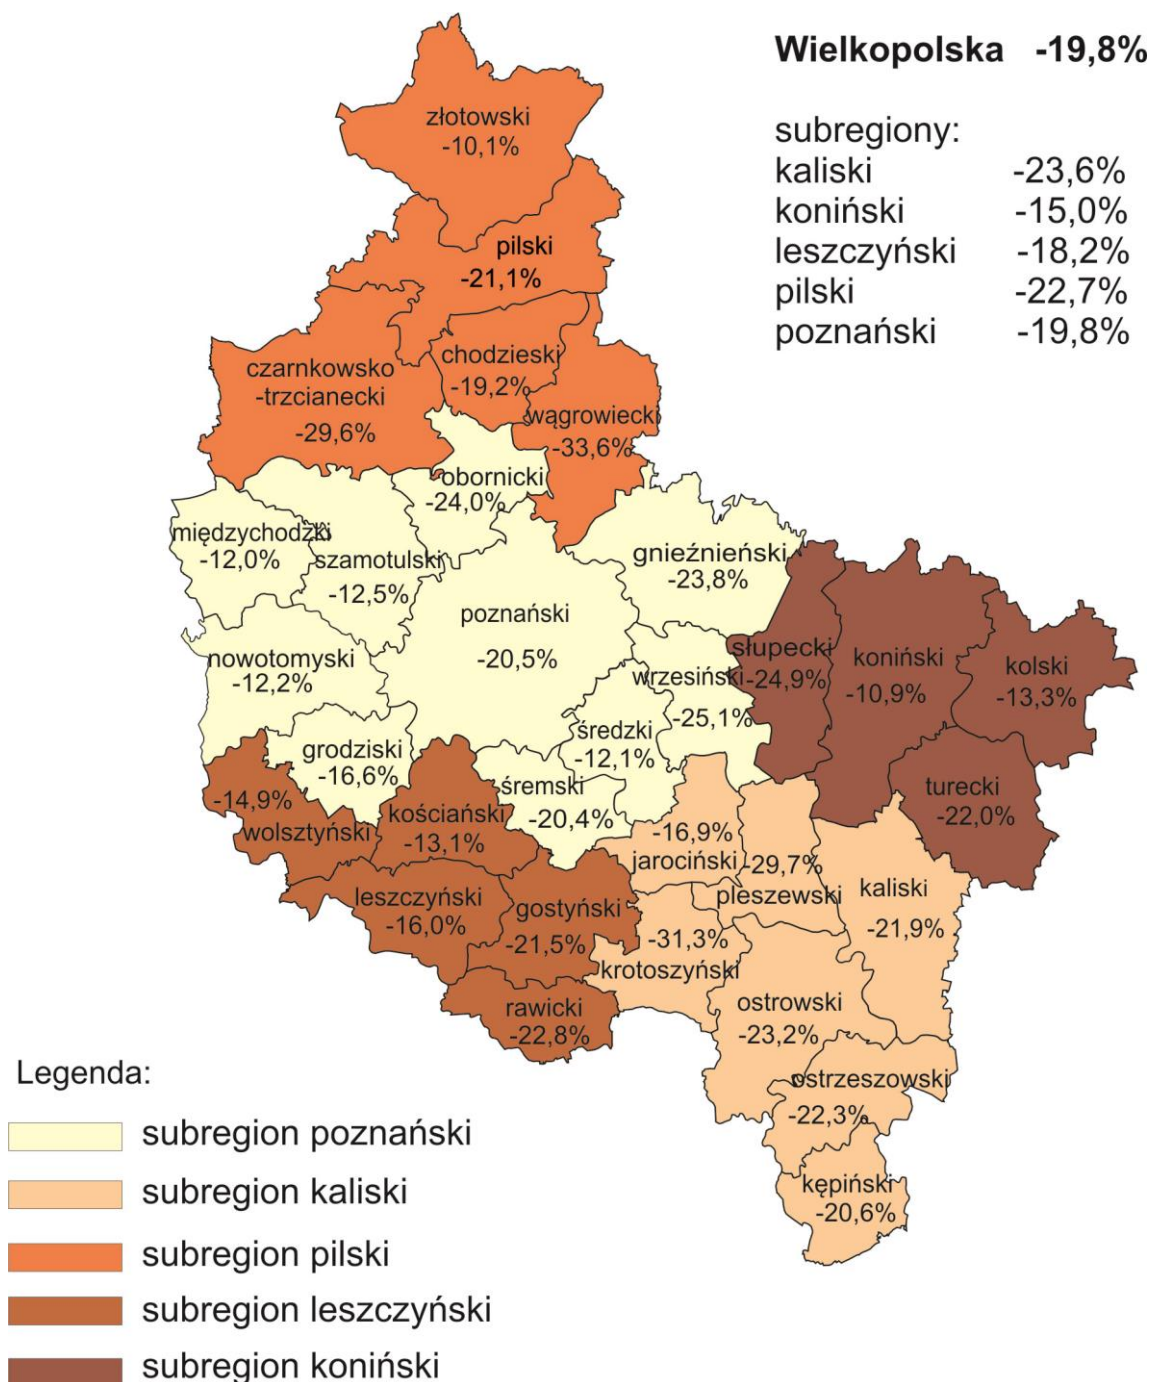 Wielkopolska -19,8%
subregiony:
kaliski -23,6%
koniński -15,0%
leszczyński -18,2%
pilski -22,7%
poznański -19,8%
złotowski
-10,1%
pilski
-21,1%
chodzieski
-19,2%
czarnkowsko
-trzcianecki
-29,6%
wągrowiecki
-33,6%
obornicki
-24,0%
międzychodzki
-12,0%
szamotulski
-12,5%
gnieźnieński
-23,8%
poznański
-20,5%
nowotomyski
-12,2%
wrzesiński
-25,1%
słupecki
-24,9%
koniński
-10,9%
kolski
-13,3%
średzki
-12,1%
grodziski
-16,6%
śremski
-20,4%
turecki
-22,0%
-14,9%
wolsztyński
kościański
-13,1%
-16,9%
jarociński
-29,7%
pleszewski
kaliski
-21,9%
leszczyński
-16,0%
gostyński
-21,5%
-31,3%
krotoszyński
rawicki
-22,8%
ostrowski
-23,2%
ostrzeszowski
-22,3%
kępiński
-20,6%
Legenda:
subregion poznański
subregion kaliski
subregion pilski
subregion leszczyński
subregion koniński